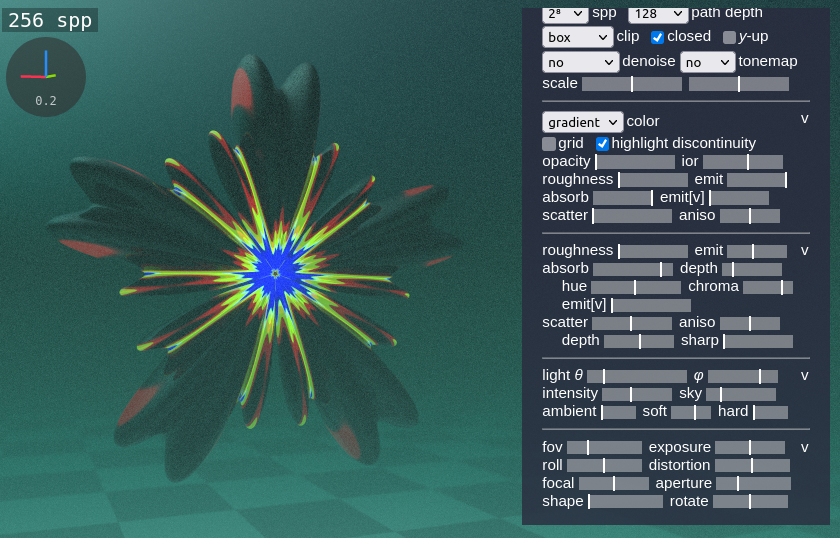 256 spp
0.2
2⁸ spp 128 path depth
box clip closed y-up
no denoise no tonemap
scale
gradient color v
grid highlight discontinuity
opacity ior
roughness emit
absorb emit[v]
scatter aniso
roughness emit v
absorb depth
hue chroma
emit[v]
scatter aniso
depth sharp
light θ φ v
intensity sky
ambient soft hard
fov exposure v
roll distortion
focal aperture
shape rotate